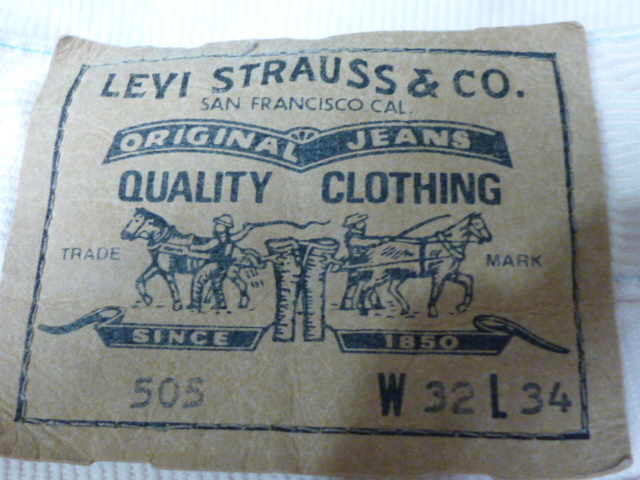 LEVI STRAUSS & CO.
SAN FRANCISCO CAL.
ORIGINAL JEANS
QUALITY CLOTHING
TRADE MARK
SINCE 1850
505 W 32 L 34